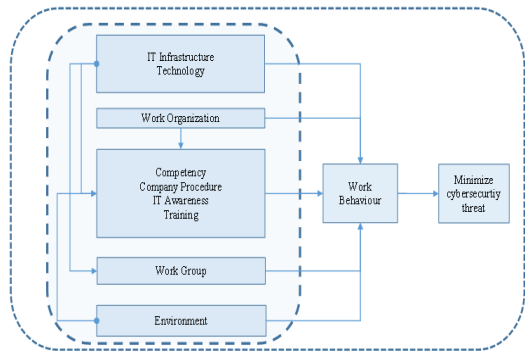 IT Infrastructure
Technology
Work Organization
Competency
Company Procedure
IT Awareness
Training
Work Group
Environment
Work
Behaviour
Minimize
cybersecurtiy
threat